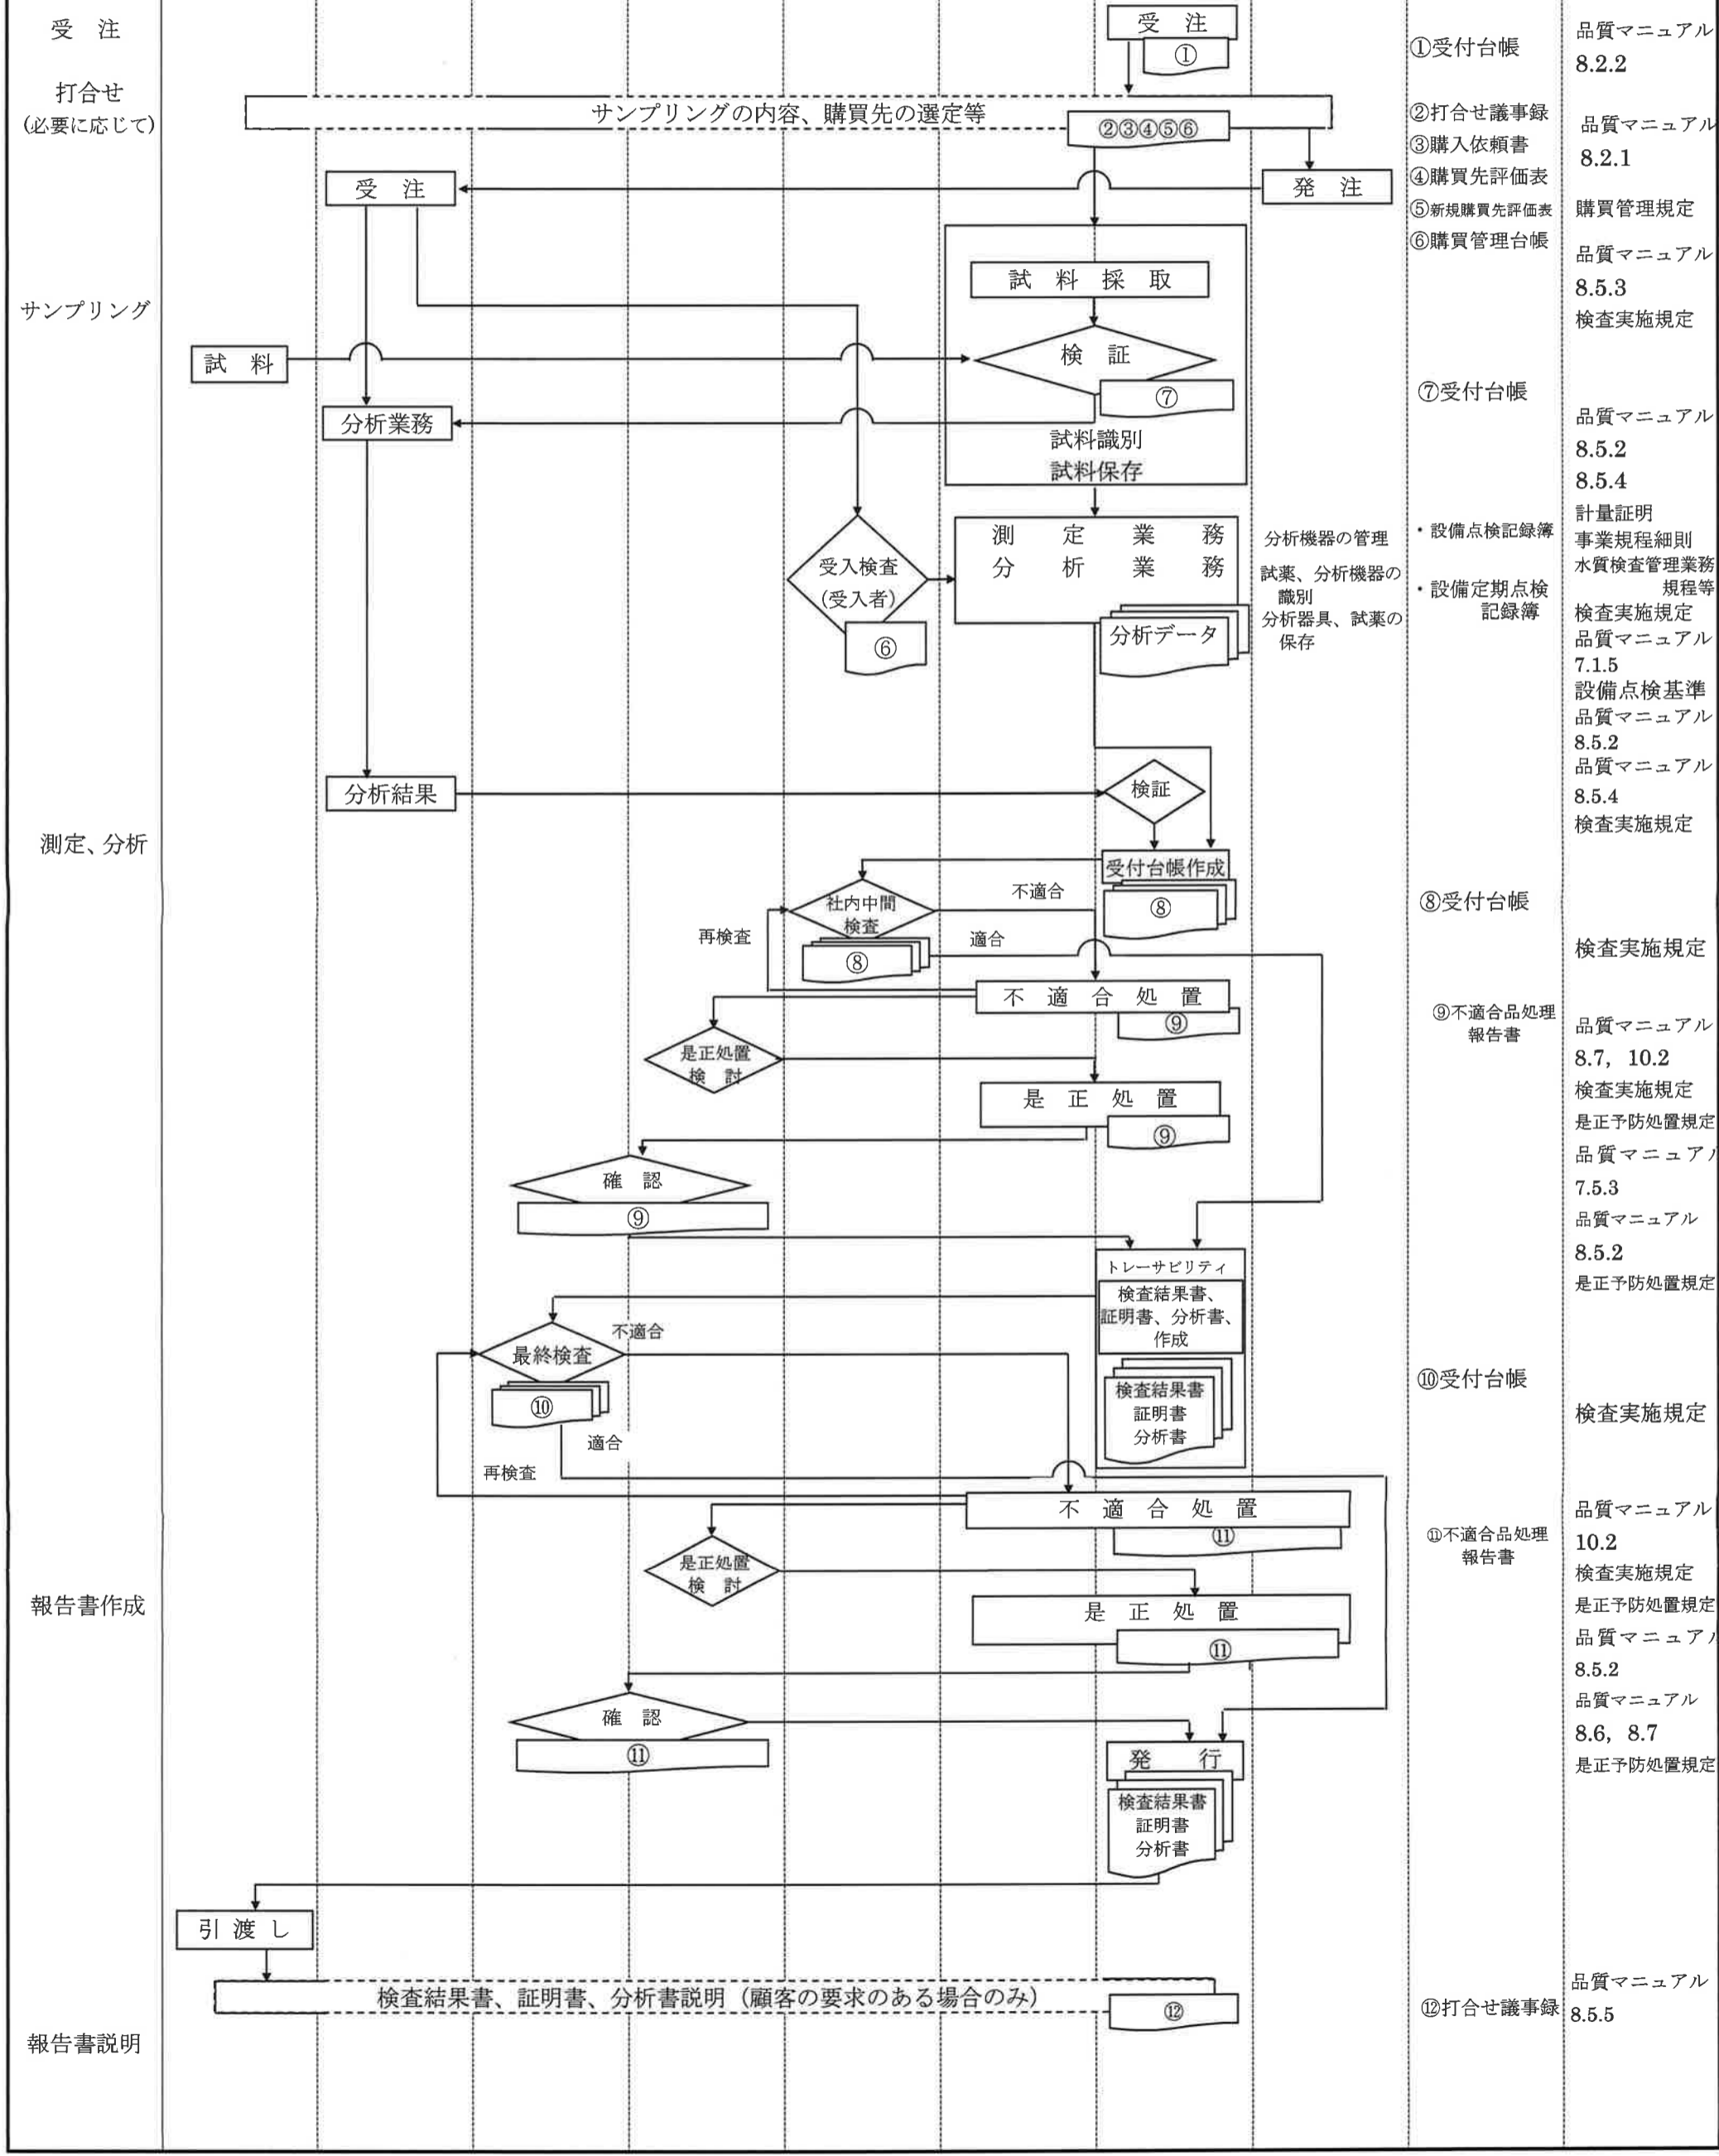 受 注
受 注
①
①受付台帳
品質マニュアル
8.2.2
打合せ
(必要に応じて)
サンプリングの内容、購買先の選定等
②③④⑤⑥
②打合せ議事録
③購入依頼書
④購買先評価表
⑤新規購買先評価表
⑥購買管理台帳
品質マニュアル
8.2.1
購買管理規定
受 注
発 注
品質マニュアル
8.5.3
検査実施規定
サンプリング
試 料 採 取
試 料
検 証
⑦
⑦受付台帳
分析業務
試料識別
試料保存
品質マニュアル
8.5.2
8.5.4
計量証明
事業規程細則
水質検査管理業務
規程等
検査実施規定
品質マニュアル
7.1.5
設備点検基準
品質マニュアル
8.5.2
品質マニュアル
8.5.4
検査実施規定
受入検査
(受入者)
⑥
測 定 業 務
分 析 業 務
分析データ
分析機器の管理
試薬、分析機器の
識別
分析器具、試薬の
保存
・設備点検記録簿
・設備定期点検
記録簿
分析結果
検証
測定、分析
受付台帳作成
⑧
社内中間
検査
⑧
不適合
適合
再検査
⑧受付台帳
検査実施規定
不 適 合 処 置
⑨
⑨不適合品処理
報告書
品質マニュアル
8.7, 10.2
検査実施規定
是正予防処置規定
品質マニュアル
7.5.3
品質マニュアル
8.5.2
是正予防処置規定
是正処置
検 討
是 正 処 置
⑨
確 認
⑨
トレーサビリティ
検査結果書、
証明書、分析書、
作成
検査結果書
証明書
分析書
最終検査
⑩
不適合
適合
再検査
⑩受付台帳
検査実施規定
不 適 合 処 置
⑪
⑪不適合品処理
報告書
品質マニュアル
10.2
検査実施規定
是正予防処置規定
品質マニュアル
8.5.2
品質マニュアル
8.6, 8.7
是正予防処置規定
是正処置
検 討
報告書作成
是 正 処 置
⑪
確 認
⑪
発 行
検査結果書
証明書
分析書
引 渡 し
検査結果書、証明書、分析書説明（顧客の要求のある場合のみ）
⑫
⑫打合せ議事録
品質マニュアル
8.5.5
報告書説明